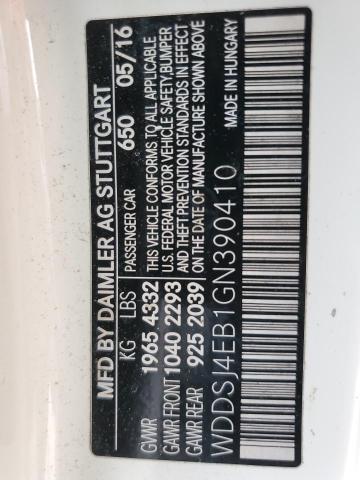 MFD BY DAIMLER AG STUTTGART
KG LBS PASSENGER CAR 650 05/16
GVWR 1965 4332 THIS VEHICLE CONFORMS TO ALL APPLICABLE
GAWR FRONT 1040 2293 U.S. FEDERAL MOTOR VEHICLE SAFETY,BUMPER
AND THEFT PREVENTION STANDARDS IN EFFECT
GAWR REAR 925 2039 ON THE DATE OF MANUFACTURE SHOWN ABOVE
WDDSJ4EB1GN390410 MADE IN HUNGARY